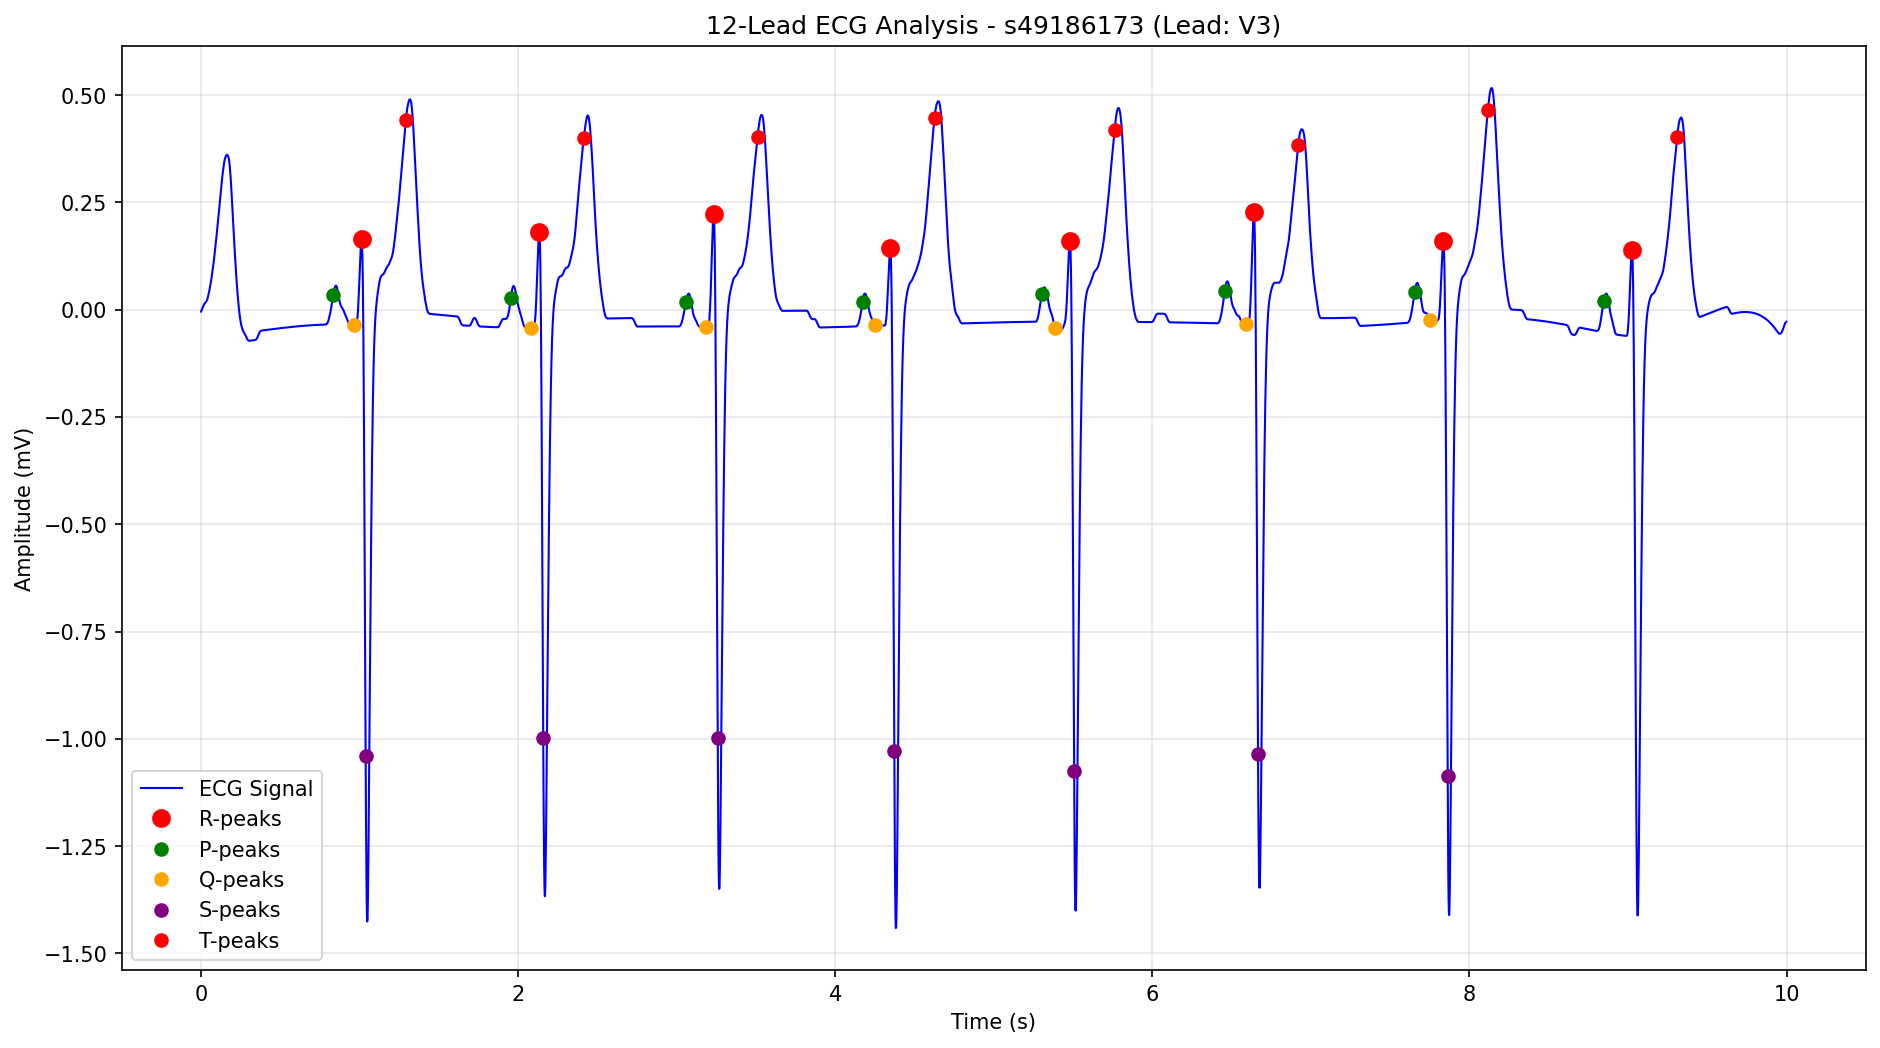 12-Lead ECG Analysis - s49186173 (Lead: V3)
Amplitude (mV)
0.50
0.25
0.00
−0.25
−0.50
−0.75
−1.00
−1.25
−1.50
ECG Signal
R-peaks
P-peaks
Q-peaks
S-peaks
T-peaks
0 2 4 6 8 10
Time (s)